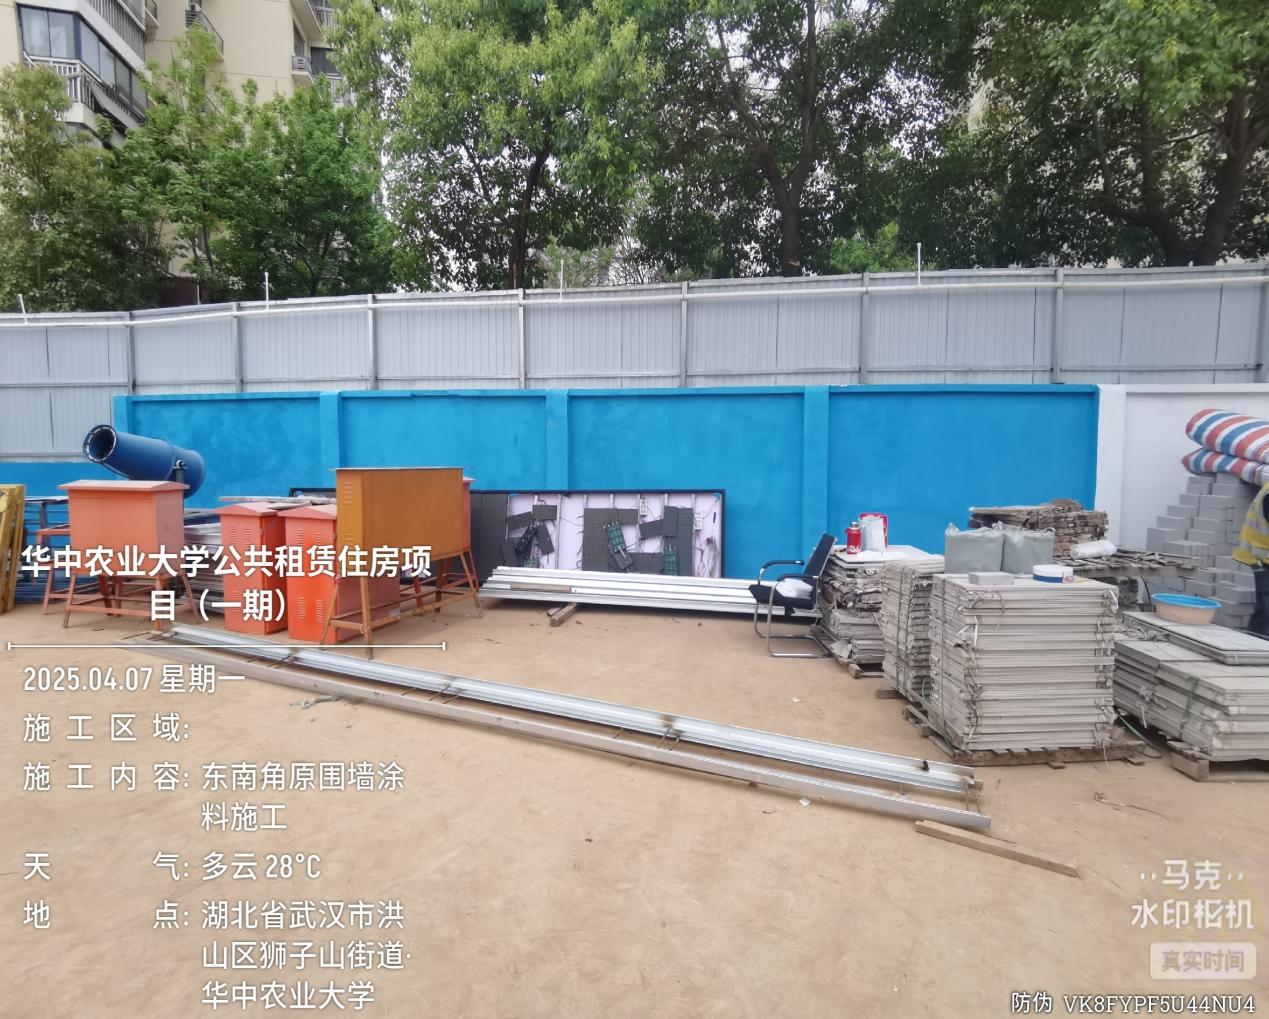 华中农业大学公共租赁住房项
目（一期）
2025.04.07 星期一
施工区域:
施工内容: 东南角原围墙涂
料施工
天气: 多云 28°C
地点: 湖北省武汉市洪
山区狮子山街道·
华中农业大学
马克
水印相机
真实时间
防伪 VK8FYPF5U44NU4